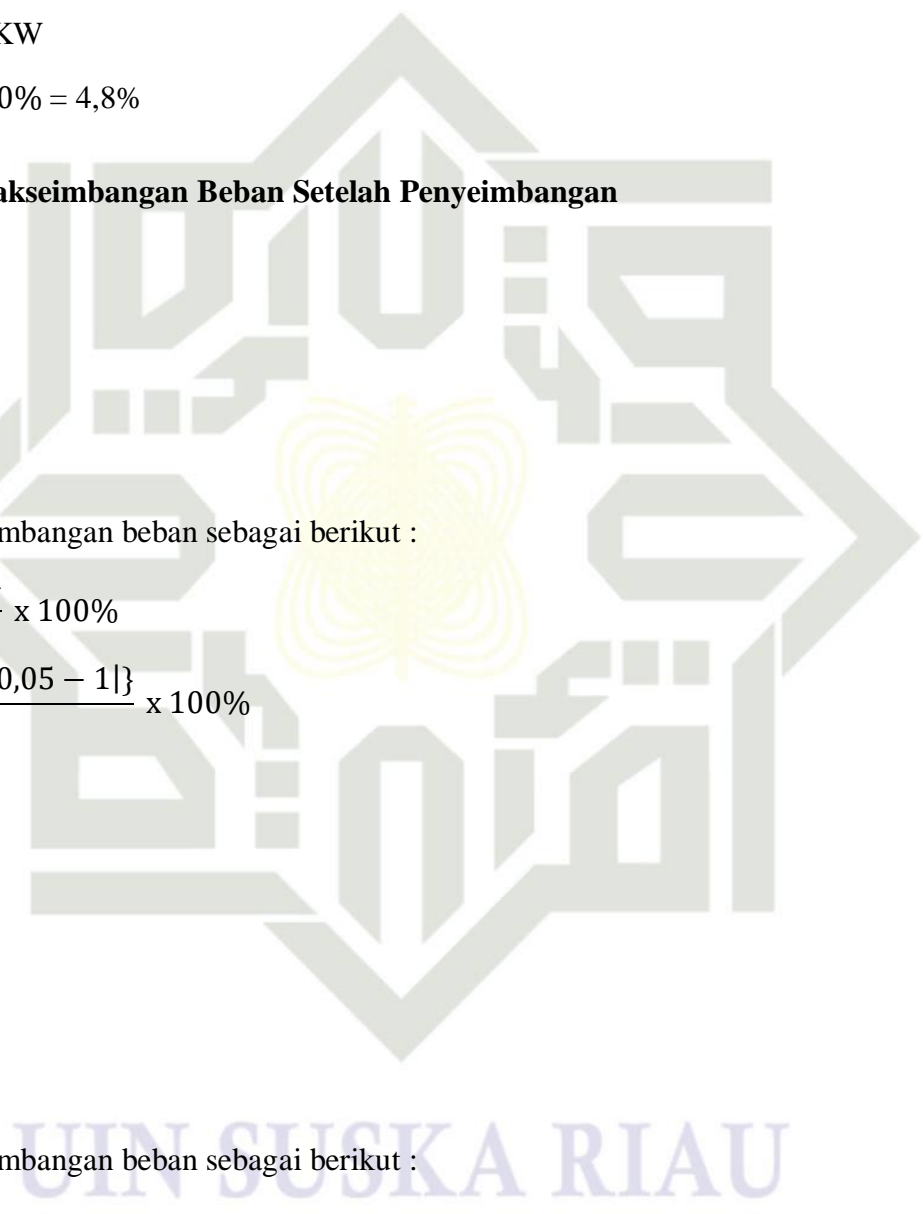 KW
0% = 4,8%
akseimbangan Beban Setelah Penyeimbangan
mbangan beban sebagai berikut :
x 100%
0,05 − 1|}
x 100%
mbangan beban sebagai berikut :
UIN SUSKA RIAU